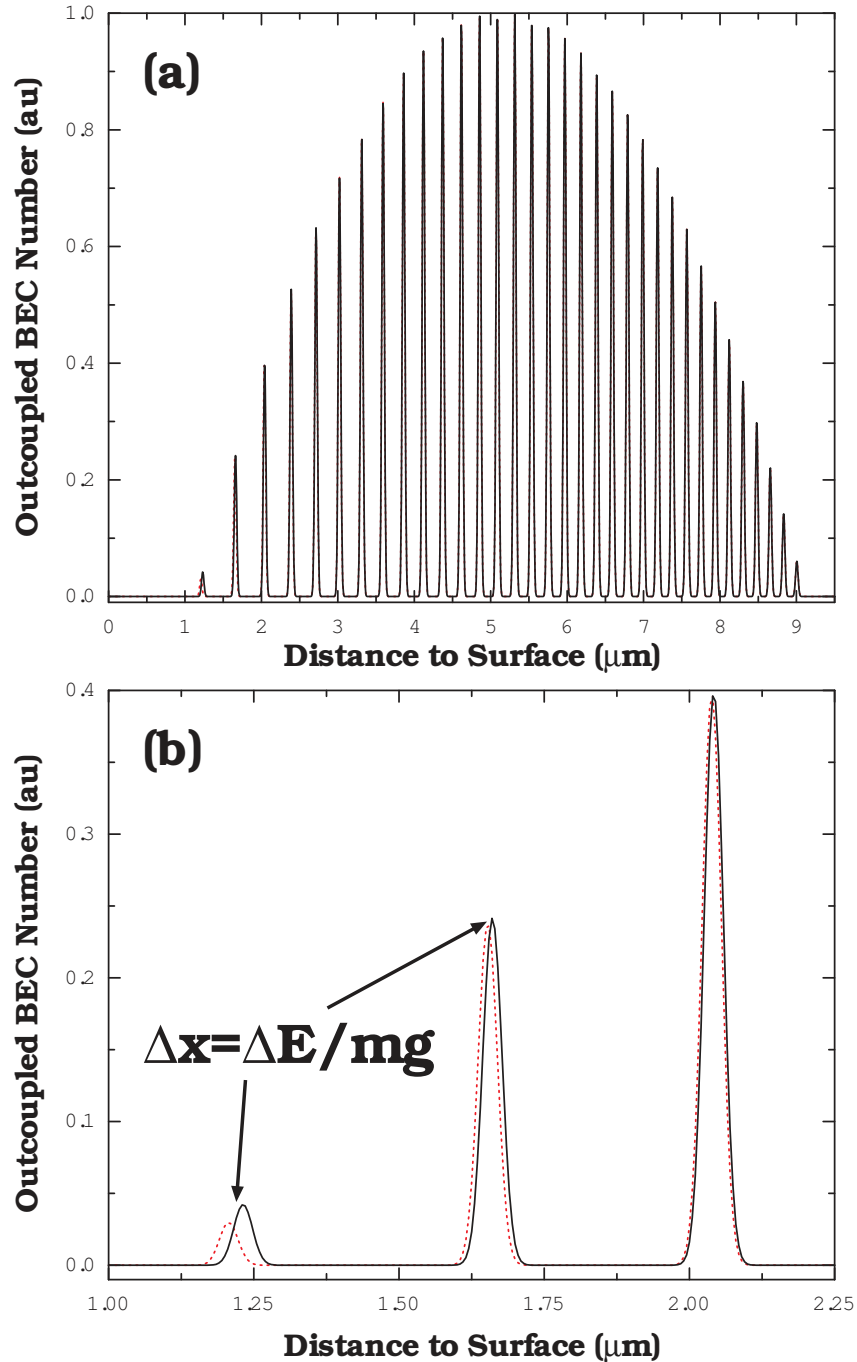 (a)
Outcoupled BEC Number (au)
1.0
0.8
0.6
0.4
0.2
0.0
0 1 2 3 4 5 6 7 8 9
Distance to Surface (μm)
(b)
Outcoupled BEC Number (au)
0.4
0.3
0.2
0.1
0.0
Δx=ΔE/mg
1.00 1.25 1.50 1.75 2.00 2.25
Distance to Surface (μm)